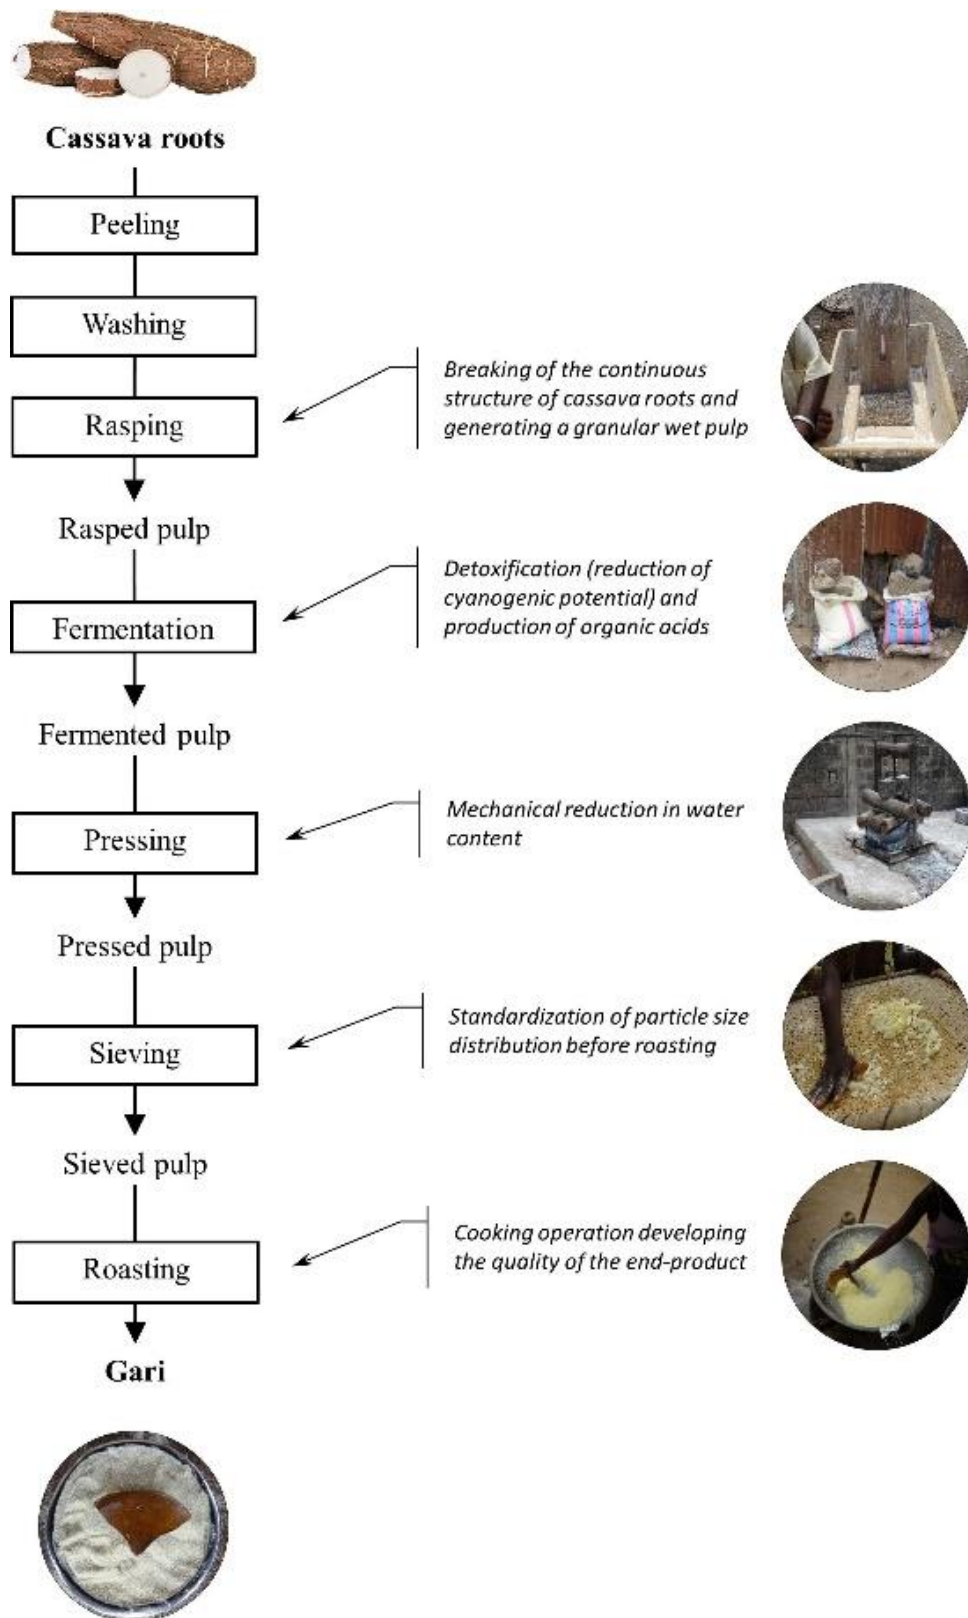 Cassava roots
Peeling
Washing
Rasping
Breaking of the continuous
structure of cassava roots and
generating a granular wet pulp
Rasped pulp
Fermentation
Detoxification (reduction of
cyanogenic potential) and
production of organic acids
Fermented pulp
Pressing
Mechanical reduction in water
content
Pressed pulp
Sieving
Standardization of particle size
distribution before roasting
Sieved pulp
Roasting
Cooking operation developing
the quality of the end-product
Gari